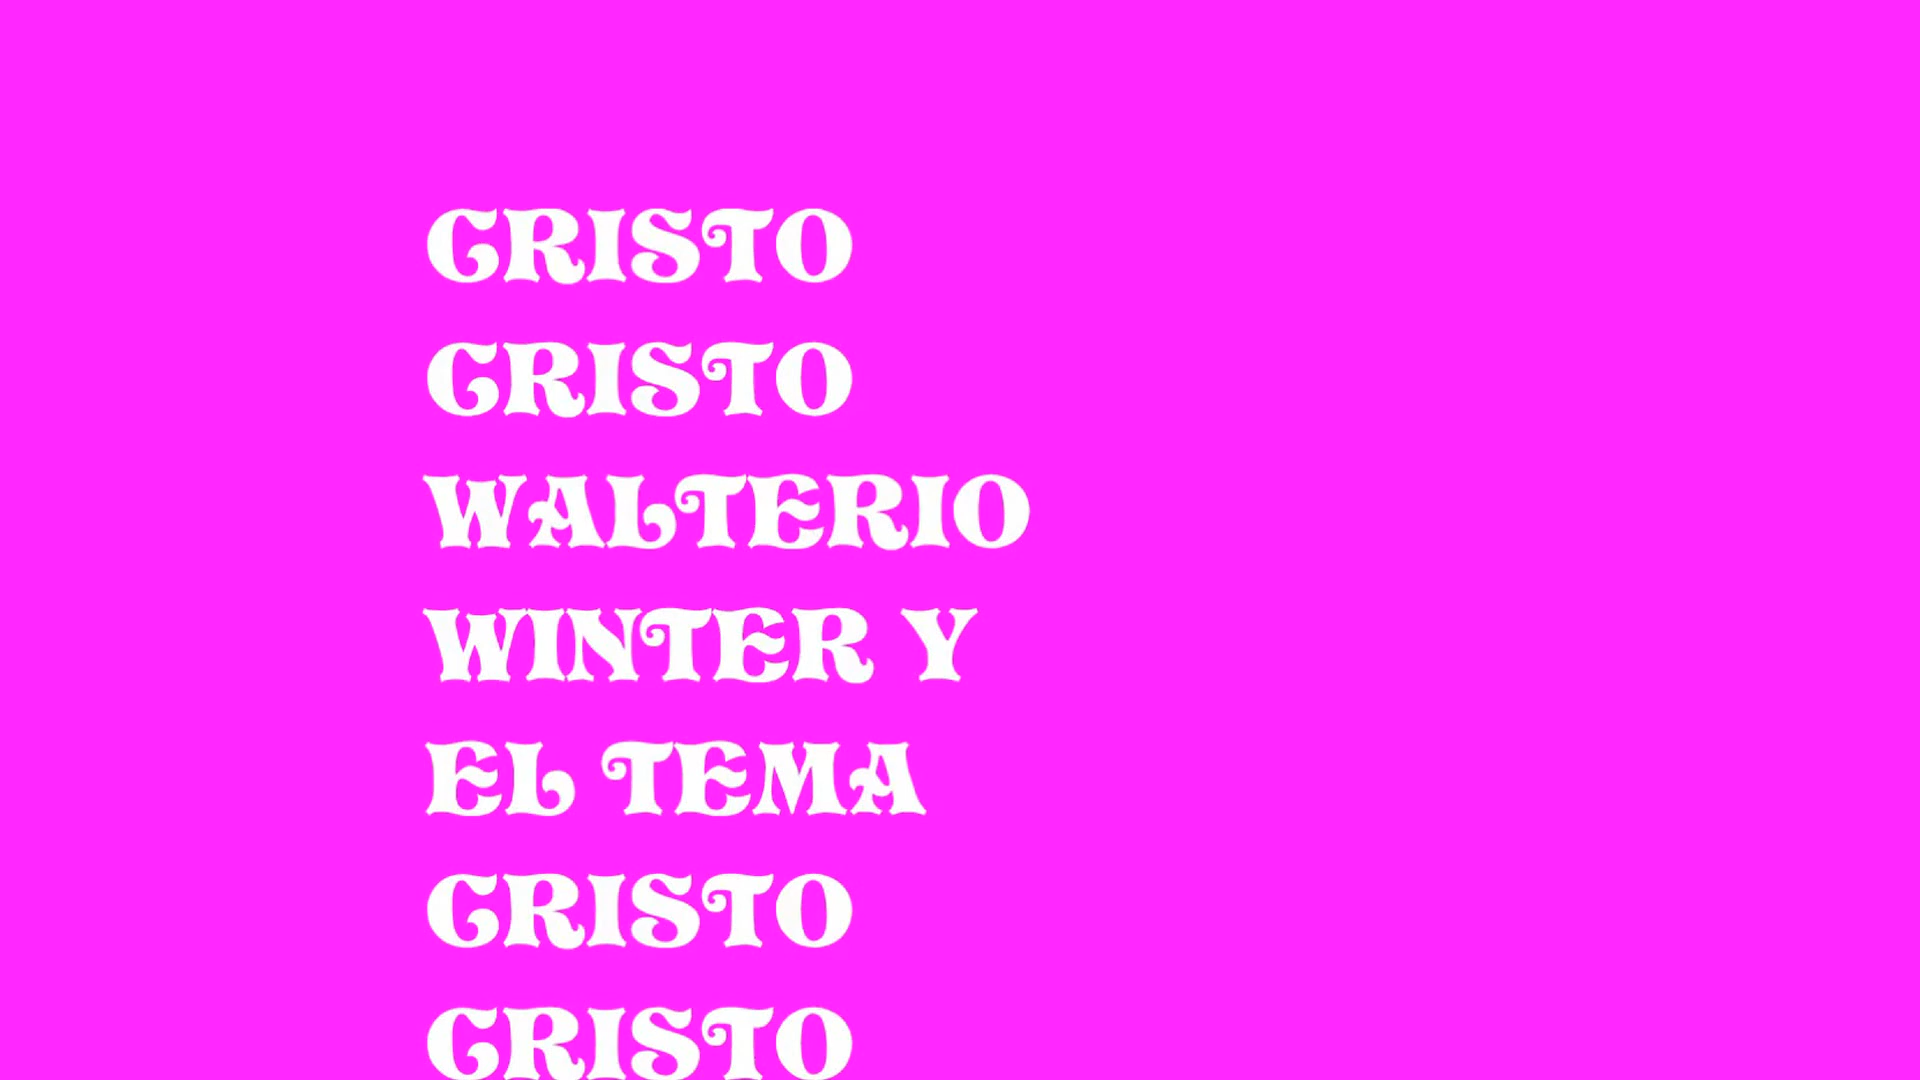 CRISTO
CRISTO
WALTERIO
WINTER Y
EL TEMA
CRISTO
CRISTO